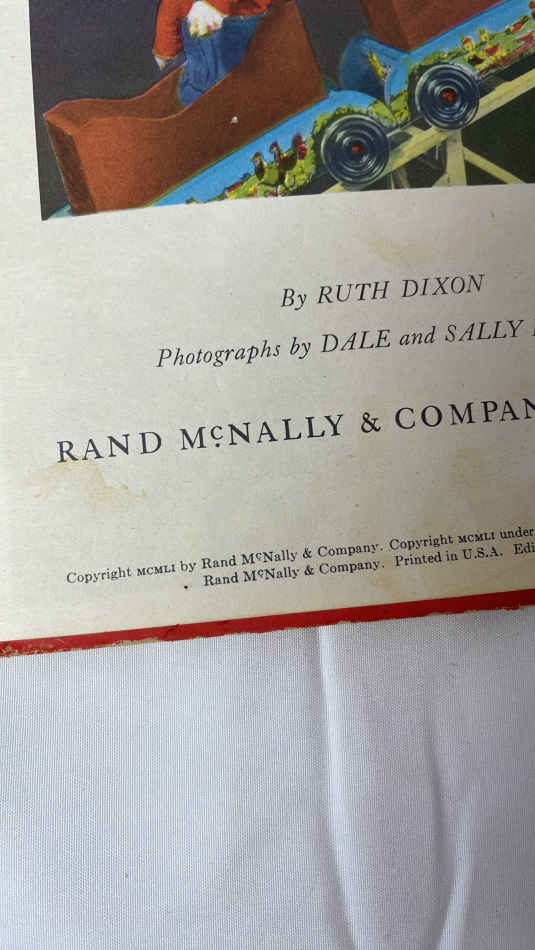 By RUTH DIXON
Photographs by DALE and SALLY
RAND McNALLY & COMPAN
Copyright MCMLI by Rand McNally & Company. Copyright MCMLI under
Rand McNally & Company. Printed in U.S.A. Edi